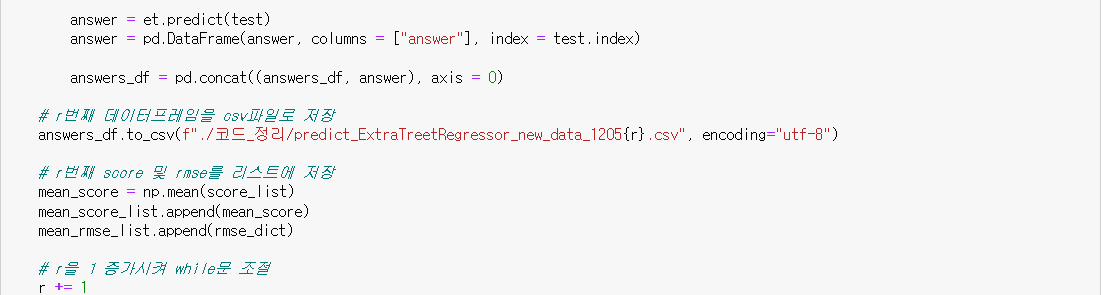 answer = et.predict(test)
answer = pd.DataFrame(answer, columns = ["answer"], index = test.index)
answers_df = pd.concat((answers_df, answer), axis = 0)
# r번째 데이터프레임을 csv파일로 저장
answers_df.to_csv(f"./코드_정리/predict_ExtraTreetRegressor_new_data_1205{r}.csv", encoding="utf-8")
# r번째 score 및 rmse를 리스트에 저장
mean_score = np.mean(score_list)
mean_score_list.append(mean_score)
mean_rmse_list.append(rmse_dict)
# r을 1 증가시켜 while문 조절
r += 1